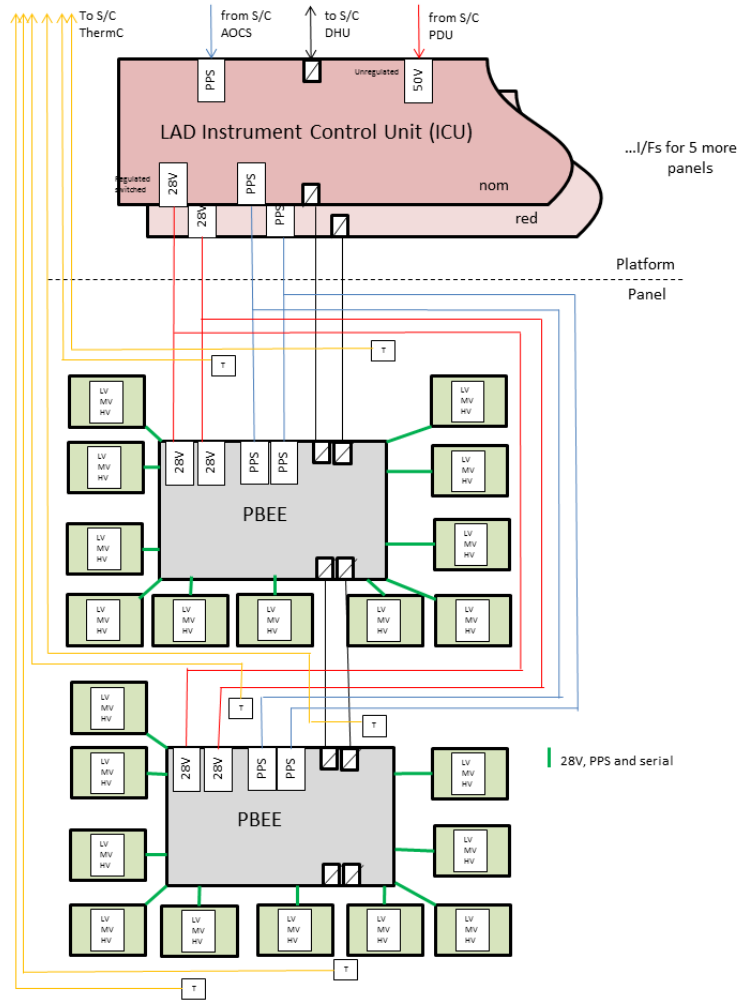 To S/C
ThermC
from S/C
AOCS
to S/C
DHU
from S/C
PDU
PPS
Unregulated
50V
LAD Instrument Control Unit (ICU)
...I/Fs for 5 more
panels
Regulated
switched
28V
PPS
nom
28V
PPS
red
Platform
Panel
T
T
LV
MV
HV
LV
MV
HV
LV
MV
HV
LV
MV
HV
28V
28V
PPS
PPS
PBEE
LV
MV
HV
LV
MV
HV
LV
MV
HV
LV
MV
HV
LV
MV
HV
LV
MV
HV
LV
MV
HV
T
T
LV
MV
HV
LV
MV
HV
28V
28V
PPS
PPS
LV
MV
HV
28V, PPS and serial
PBEE
LV
MV
HV
LV
MV
HV
LV
MV
HV
LV
MV
HV
LV
MV
HV
LV
MV
HV
LV
MV
HV
T
T